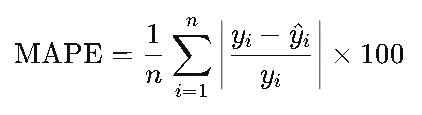 MAPE = \frac{1}{n} \sum_{i=1}^{n} \left| \frac{y_i - \hat{y}_i}{y_i} \right| \times 100